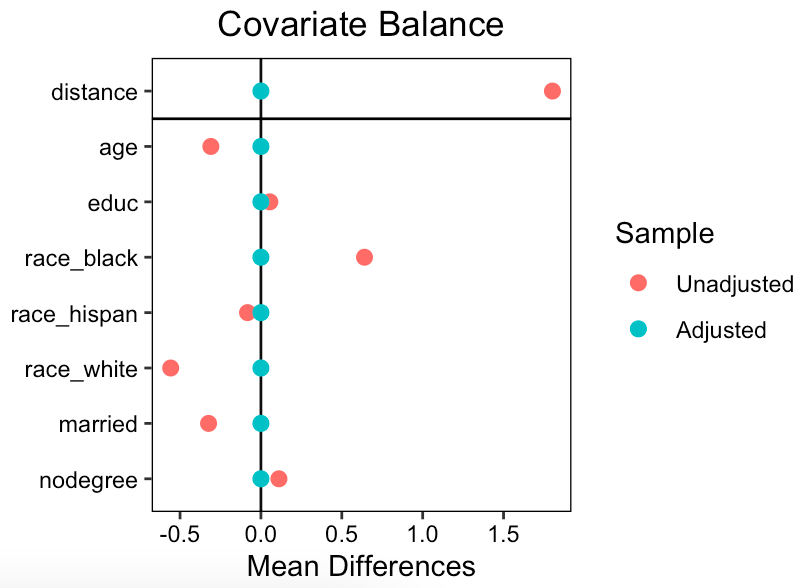 Covariate Balance
distance
age
educ
race_black
race_hispan
race_white
married
nodegree
-0.5 0.0 0.5 1.0 1.5
Mean Differences
Sample
Unadjusted
Adjusted